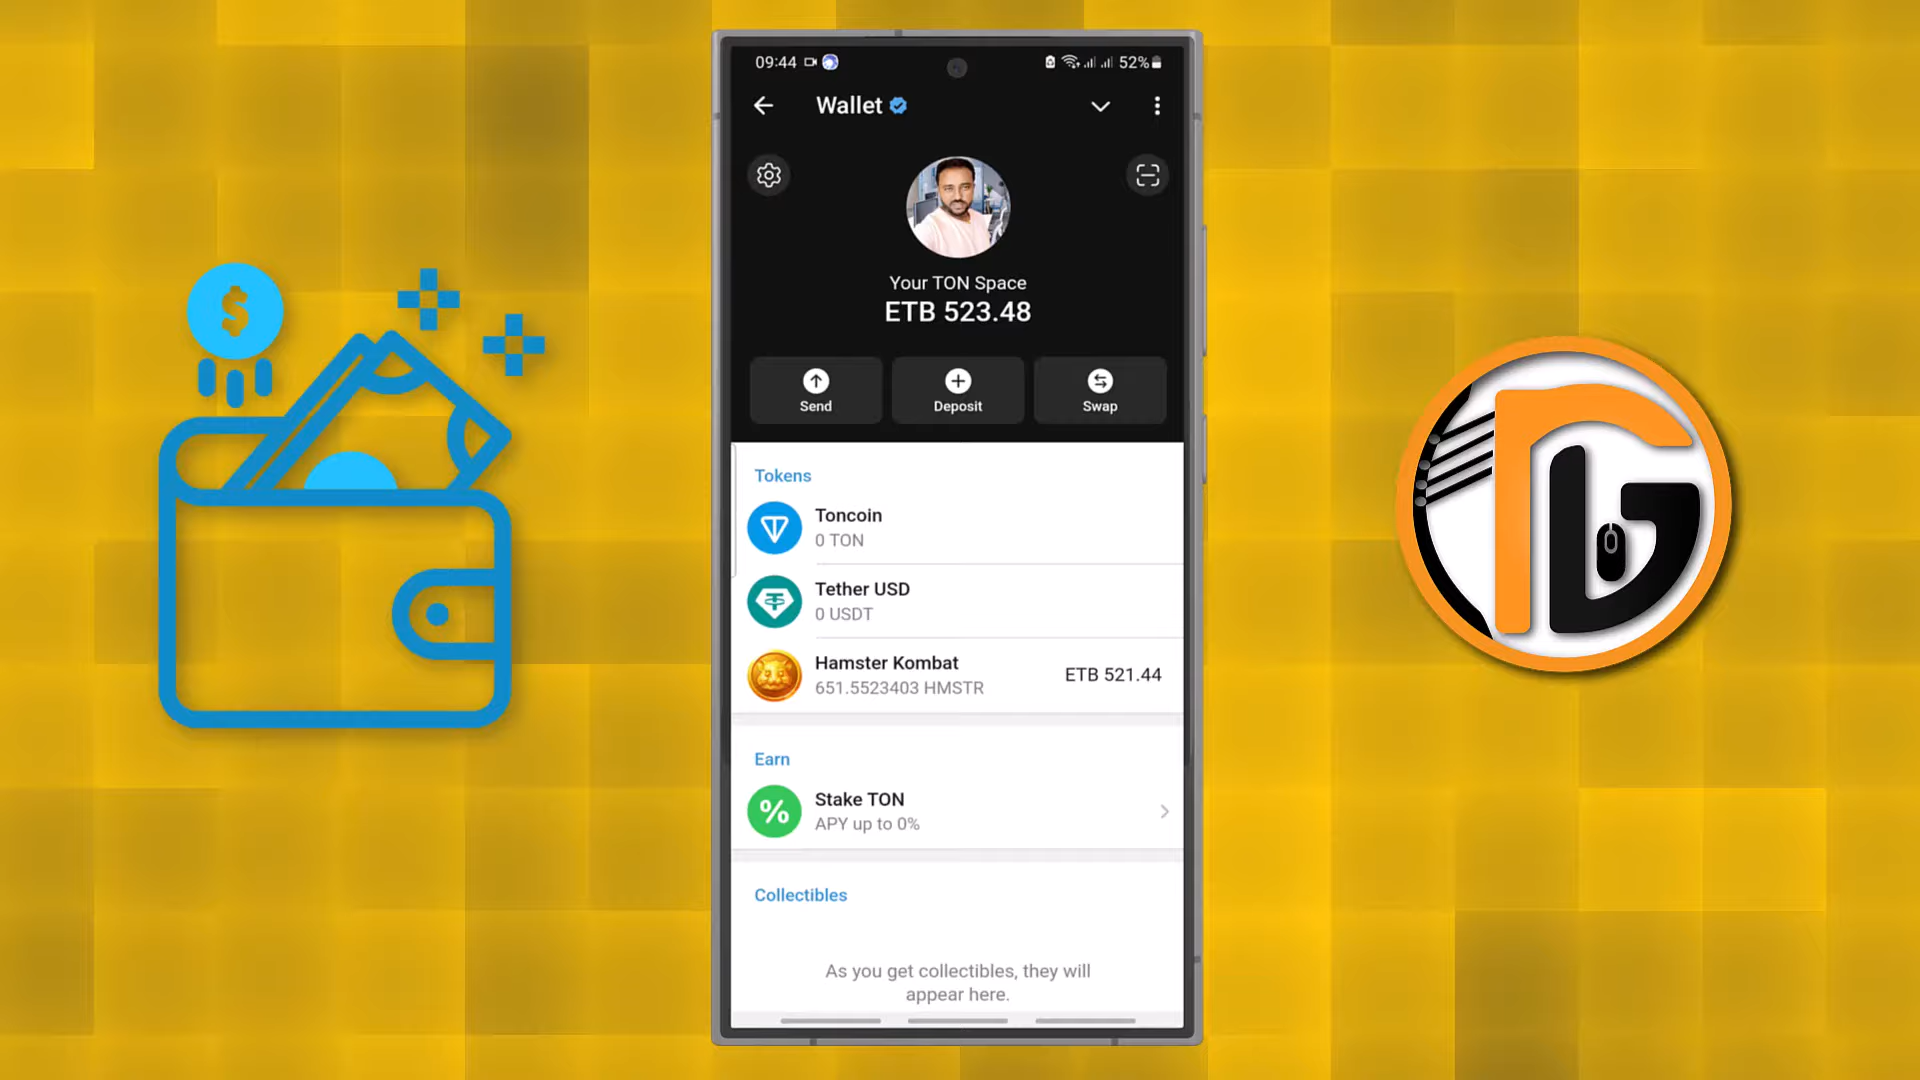 09:44
52%
Wallet
Your TON Space
ETB 523.48
Send
Deposit
Swap
Tokens
Toncoin
0 TON
Tether USD
0 USDT
Hamster Kombat
651.5523403 HMSTR
ETB 521.44
Earn
%
Stake TON
APY up to 0%
Collectibles
As you get collectibles, they will
appear here.
$